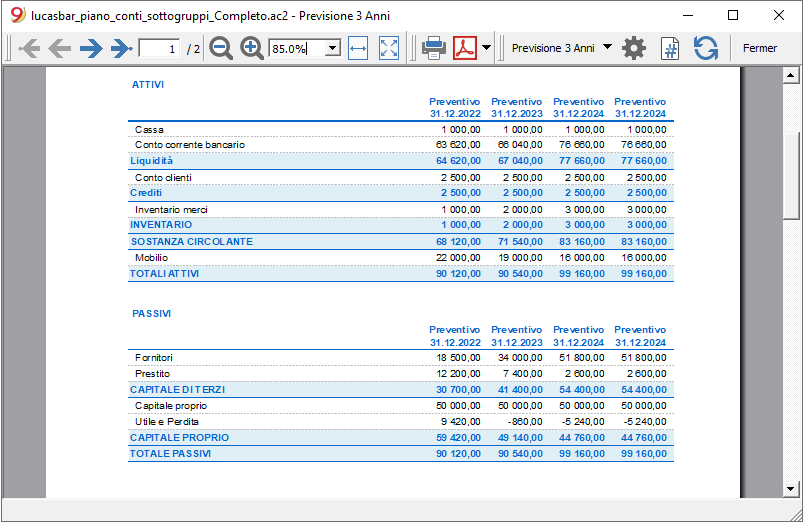 lucasbar_piano_conti_sottogruppi_Completo.ac2 - Previsione 3 Anni
1 / 2 85.0% Previsione 3 Anni Fermer
ATTIVI
Preventivo Preventivo Preventivo Preventivo
31.12.2022 31.12.2023 31.12.2024 31.12.2024
Cassa 1 000,00 1 000,00 1 000,00 1 000,00
Conto corrente bancario 63 620,00 66 040,00 76 660,00 76 660,00
Liquidità 64 620,00 67 040,00 77 660,00 77 660,00
Conto clienti 2 500,00 2 500,00 2 500,00 2 500,00
Crediti 2 500,00 2 500,00 2 500,00 2 500,00
Inventario merci 1 000,00 2 000,00 3 000,00 3 000,00
INVENTARIO 1 000,00 2 000,00 3 000,00 3 000,00
SOSTANZA CIRCOLANTE 68 120,00 71 540,00 83 160,00 83 160,00
Mobilio 22 000,00 19 000,00 16 000,00 16 000,00
TOTALI ATTIVI 90 120,00 90 540,00 99 160,00 99 160,00
PASSIVI
Preventivo Preventivo Preventivo Preventivo
31.12.2022 31.12.2023 31.12.2024 31.12.2024
Fornitori 18 500,00 34 000,00 51 800,00 51 800,00
Prestito 12 200,00 7 400,00 2 600,00 2 600,00
CAPITALE DI TERZI 30 700,00 41 400,00 54 400,00 54 400,00
Capitale proprio 50 000,00 50 000,00 50 000,00 50 000,00
Utile e Perdita 9 420,00 -860,00 -5 240,00 -5 240,00
CAPITALE PROPRIO 59 420,00 49 140,00 44 760,00 44 760,00
TOTALE PASSIVI 90 120,00 90 540,00 99 160,00 99 160,00